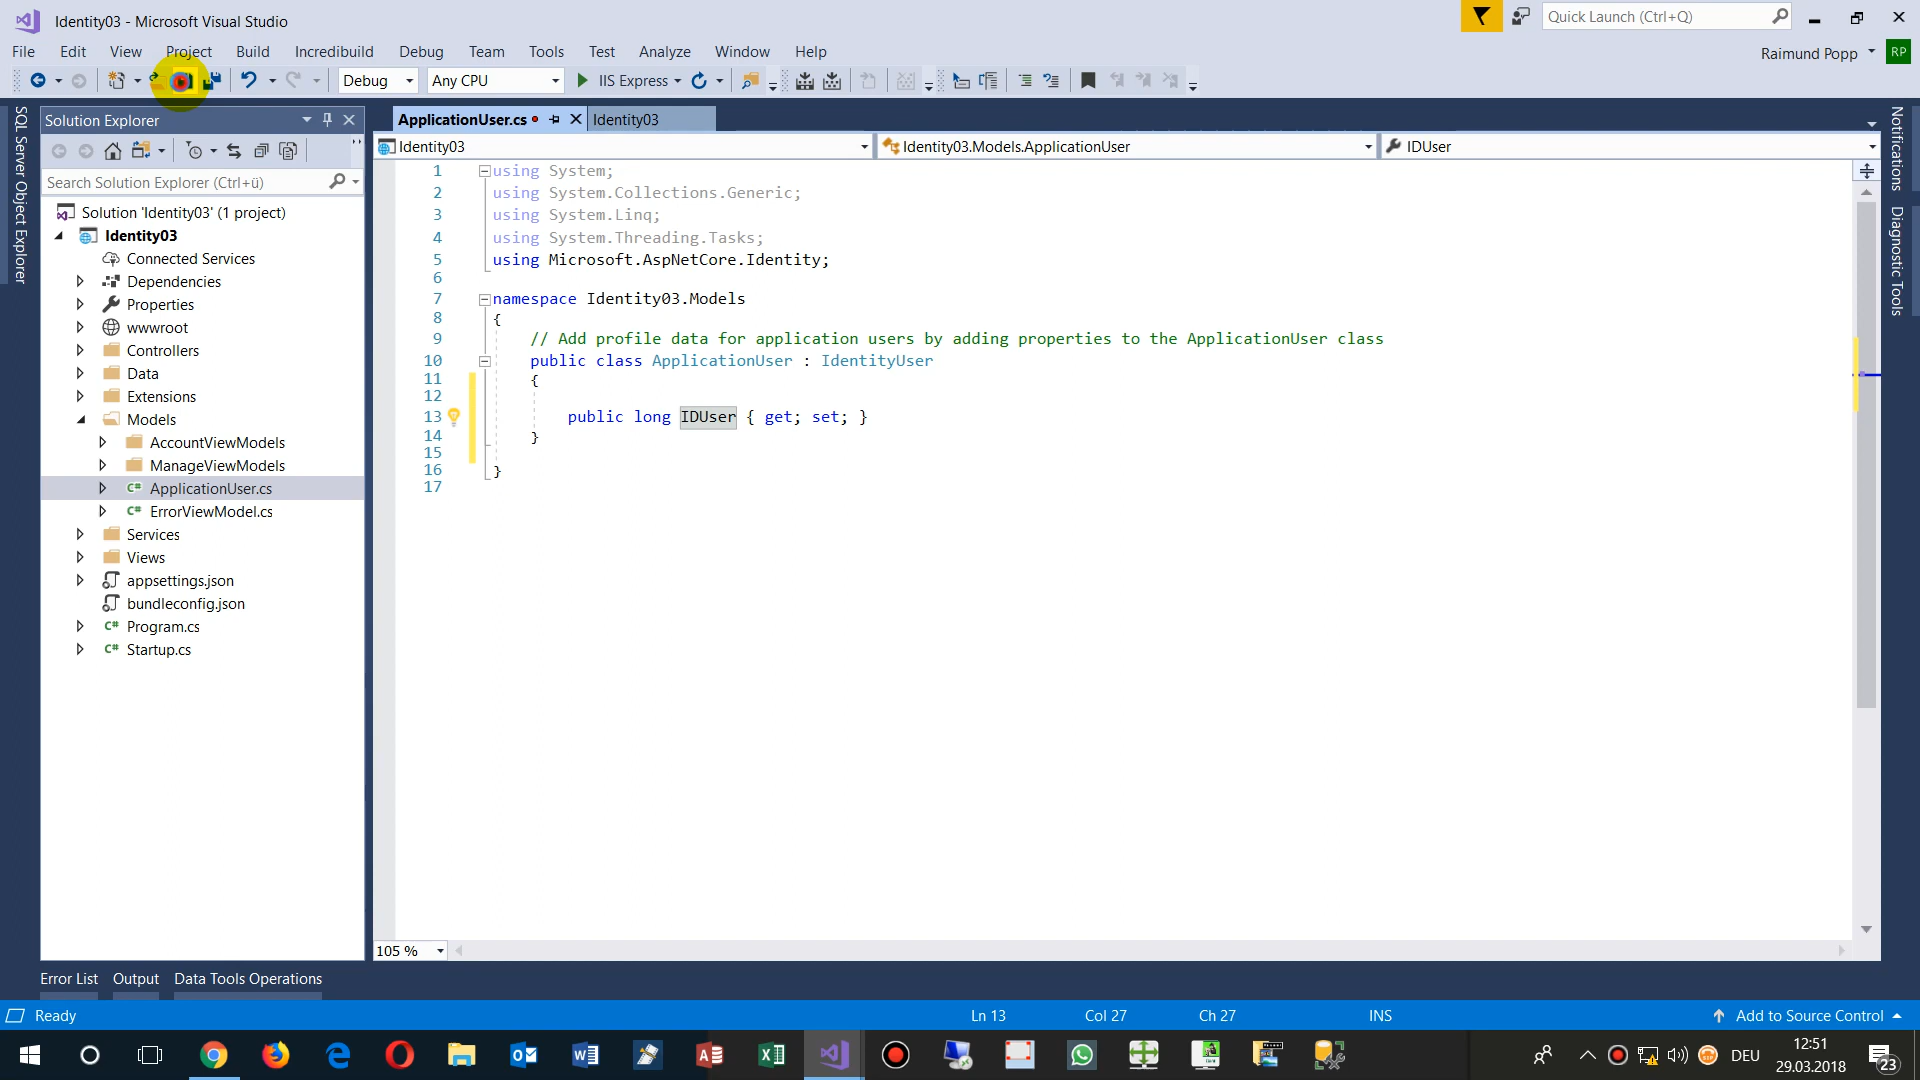 Identity03 - Microsoft Visual Studio
Quick Launch (Ctrl+Q)
File Edit View Project Build Incredibuild Debug Team Tools Test Analyze Window Help
Raimund Popp RP
Debug Any CPU IIS Express
SQL Server Object Explorer
Solution Explorer
Search Solution Explorer (Ctrl+ü)
Solution 'Identity03' (1 project)
Identity03
Connected Services
Dependencies
Properties
wwwroot
Controllers
Data
Extensions
Models
AccountViewModels
ManageViewModels
C# ApplicationUser.cs
C# ErrorViewModel.cs
Services
Views
appsettings.json
bundleconfig.json
C# Program.cs
C# Startup.cs
ApplicationUser.cs Identity03
Identity03 Identity03.Models.ApplicationUser IDUser
1 using System;
2 using System.Collections.Generic;
3 using System.Linq;
4 using System.Threading.Tasks;
5 using Microsoft.AspNetCore.Identity;
6
7 namespace Identity03.Models
8 {
9 // Add profile data for application users by adding properties to the ApplicationUser class
10 public class ApplicationUser : IdentityUser
11 {
12
13 public long IDUser { get; set; }
14 }
15
16 }
17
105 %
Notifications
Diagnostic Tools
Error List Output Data Tools Operations
Ready Ln 13 Col 27 Ch 27 INS Add to Source Control
DEU
12:51
29.03.2018
23